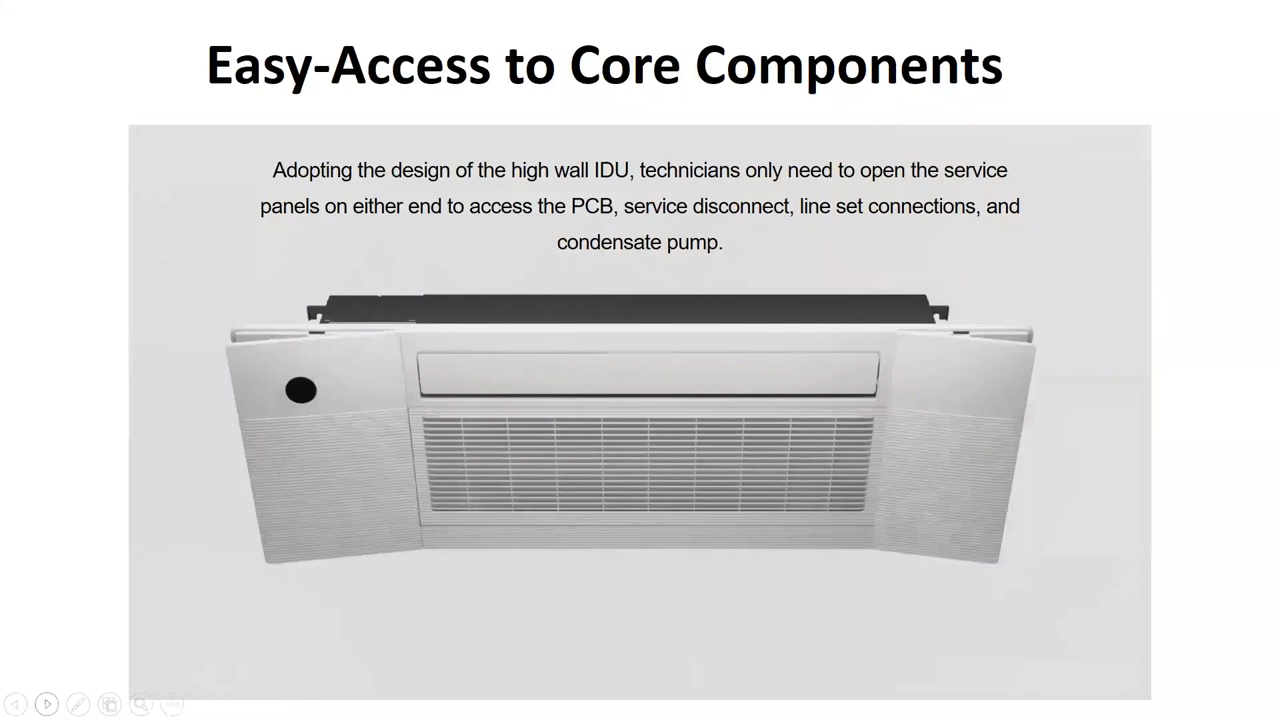 Easy-Access to Core Components
Adopting the design of the high wall IDU, technicians only need to open the service
panels on either end to access the PCB, service disconnect, line set connections, and
condensate pump.